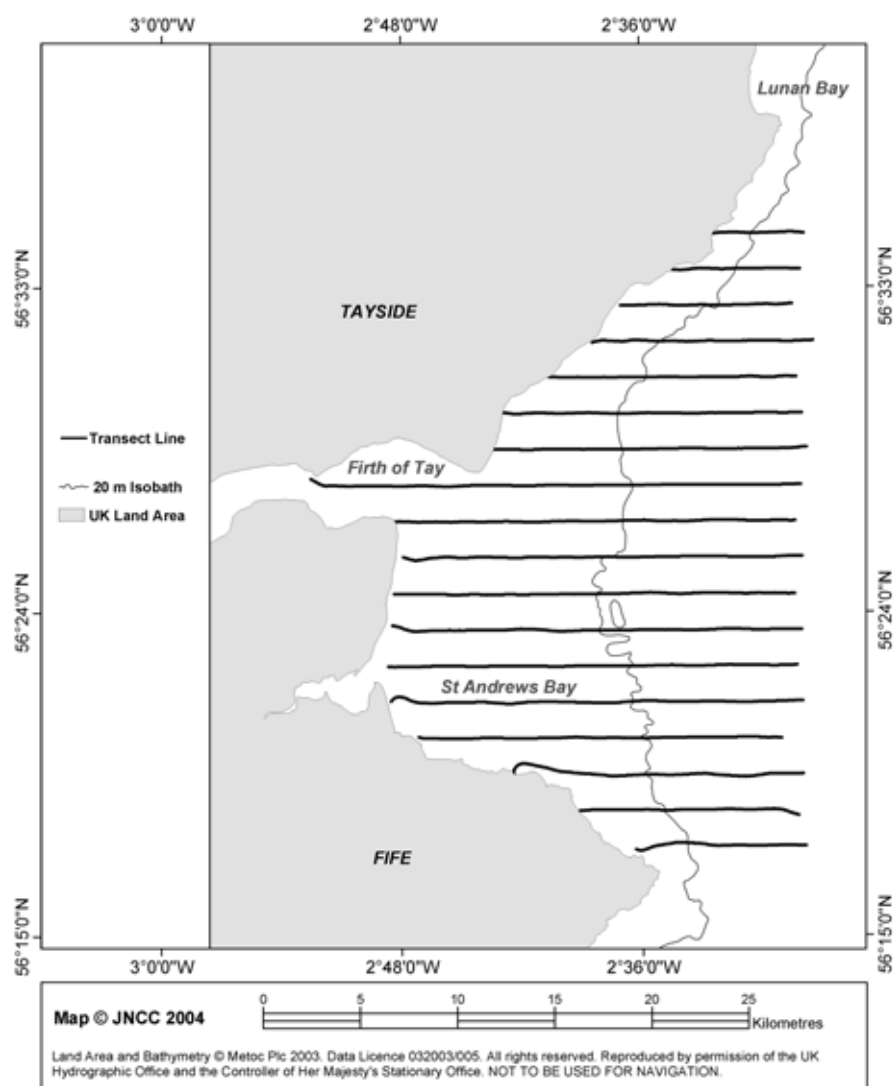 3°0'0"W 2°48'0"W 2°36'0"W
Lunan Bay
56°33'0"N 56°33'0"N
TAYSIDE
Transect Line
Firth of Tay
20 m Isobath
UK Land Area
56°24'0"N 56°24'0"N
St Andrews Bay
FIFE
56°15'0"N 56°15'0"N
3°0'0"W 2°48'0"W 2°36'0"W
0 5 10 15 20 25
Map © JNCC 2004
Kilometres
Land Area and Bathymetry © Metoc Plc 2003. Data Licence 032003/005. All rights reserved. Reproduced by permission of the UK
Hydrographic Office and the Controller of Her Majesty's Stationary Office. NOT TO BE USED FOR NAVIGATION.